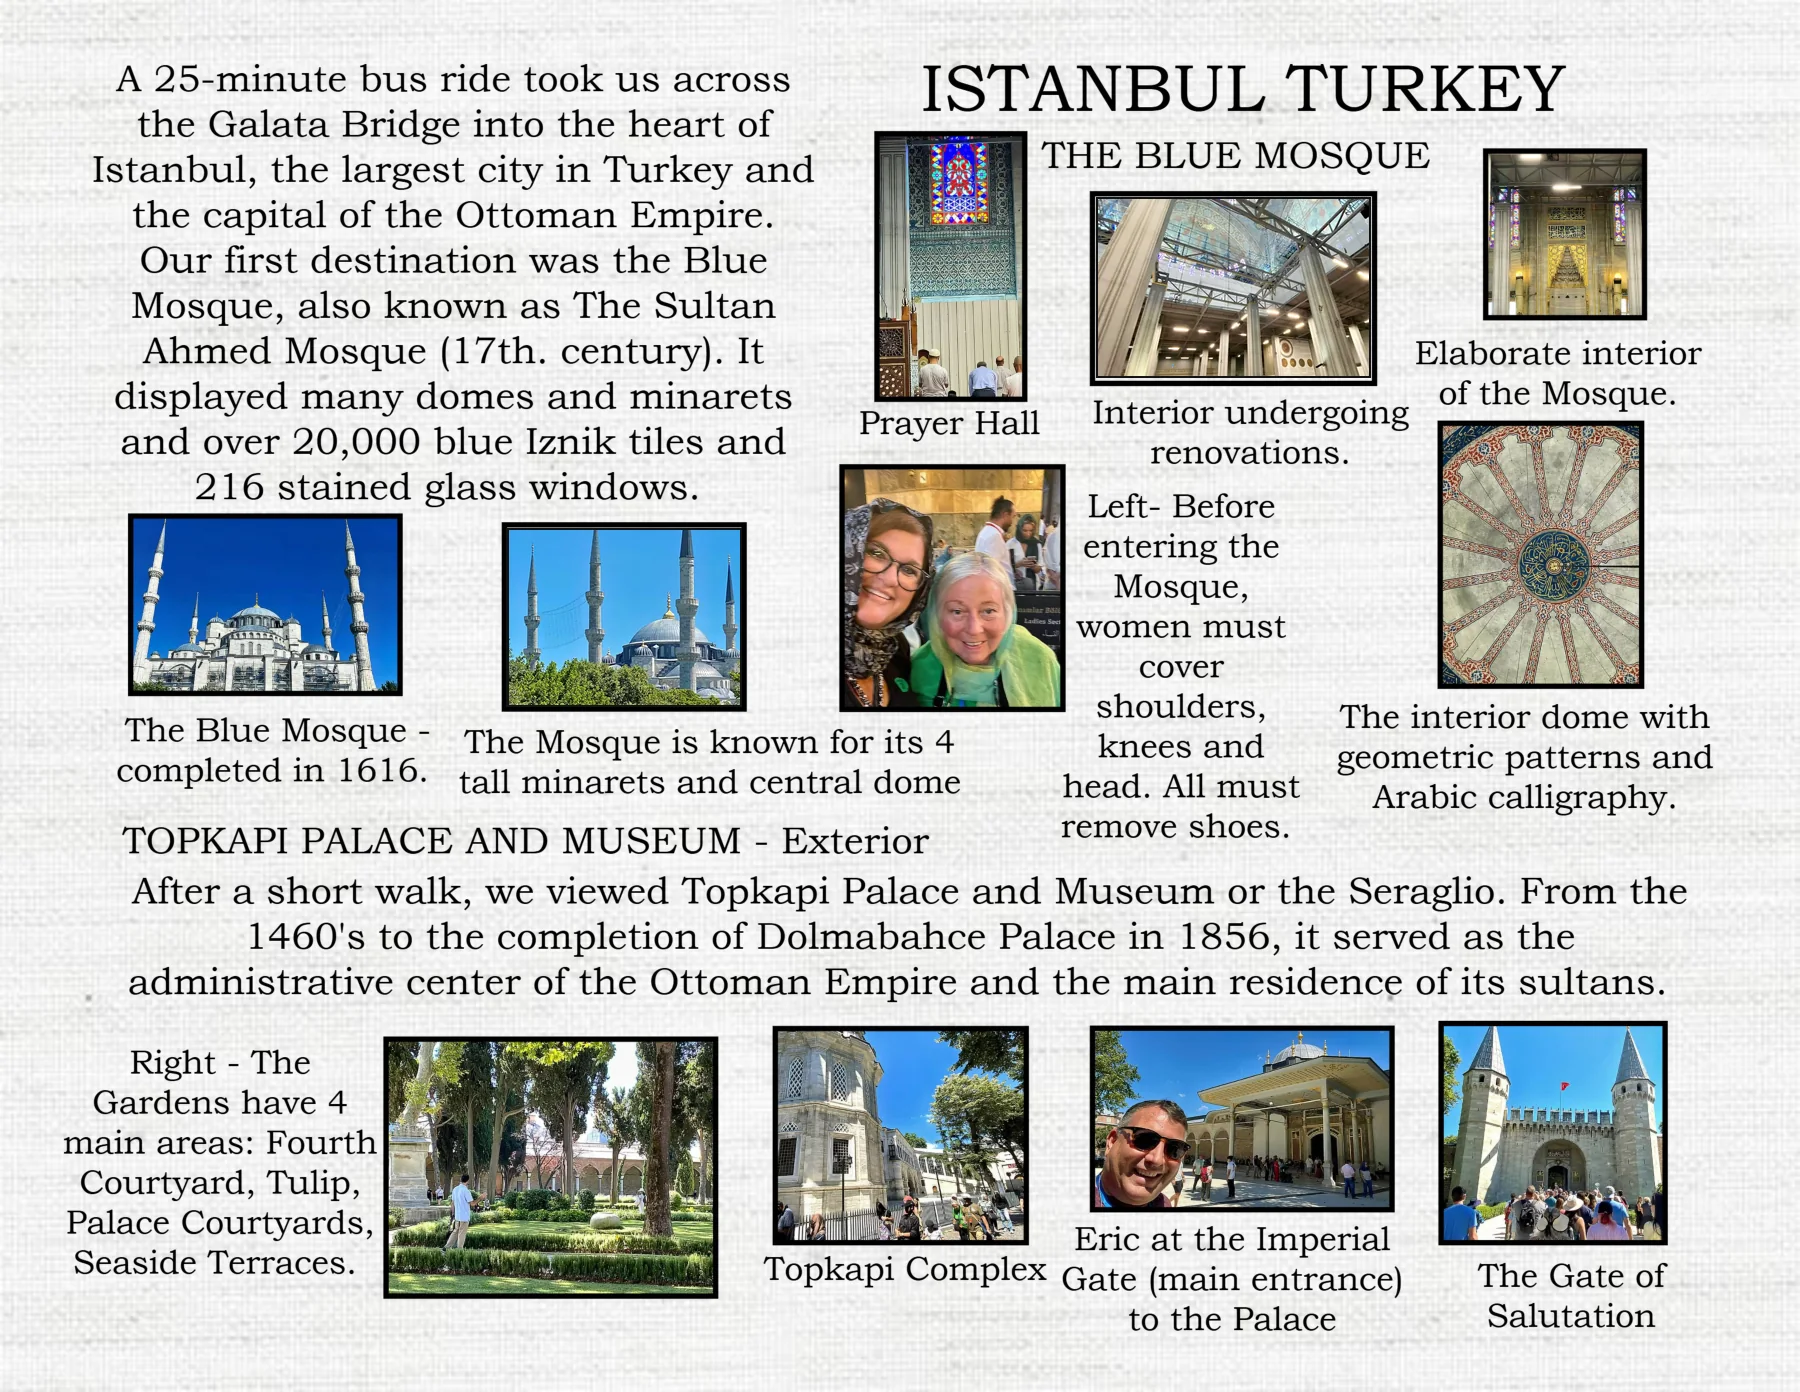 A 25-minute bus ride took us across
the Galata Bridge into the heart of
Istanbul, the largest city in Turkey and
the capital of the Ottoman Empire.
Our first destination was the Blue
Mosque, also known as The Sultan
Ahmed Mosque (17th. century). It
displayed many domes and minarets
and over 20,000 blue Iznik tiles and
216 stained glass windows.
The Blue Mosque -
completed in 1616.
The Mosque is known for its 4
tall minarets and central dome
ISTANBUL TURKEY
THE BLUE MOSQUE
Prayer Hall
Interior undergoing
renovations.
Elaborate interior
of the Mosque.
Ladies
Left- Before
entering the
Mosque,
women must
cover
shoulders,
knees and
head. All must
remove shoes.
The interior dome with
geometric patterns and
Arabic calligraphy.
TOPKAPI PALACE AND MUSEUM - Exterior
After a short walk, we viewed Topkapi Palace and Museum or the Seraglio. From the
1460's to the completion of Dolmabahce Palace in 1856, it served as the
administrative center of the Ottoman Empire and the main residence of its sultans.
Right - The
Gardens have 4
main areas: Fourth
Courtyard, Tulip,
Palace Courtyards,
Seaside Terraces.
Topkapi Complex
Eric at the Imperial
Gate (main entrance)
to the Palace
The Gate of
Salutation